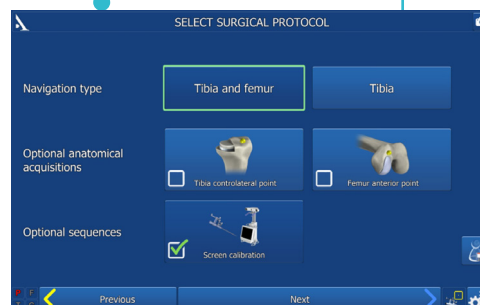 SELECT SURGICAL PROTOCOL
Navigation type
Tibia and femur
Tibia
Optional anatomical
acquisitions
Tibia controlateral point
Femur anterior point
Optional sequences
Screen calibration
Previous
Next